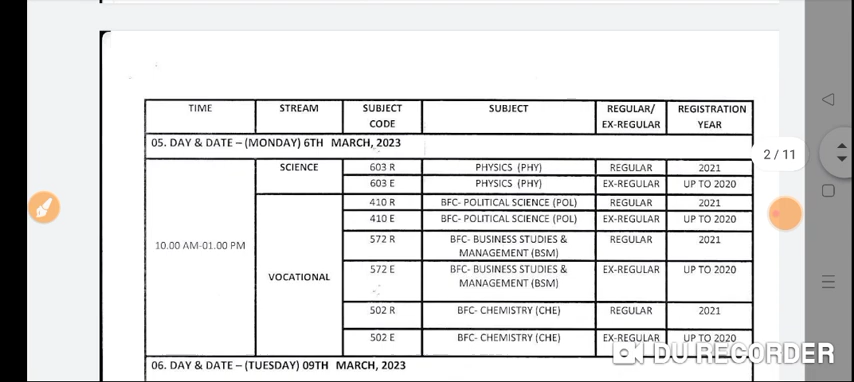 TIME STREAM SUBJECT CODE SUBJECT REGULAR/ EX-REGULAR REGISTRATION YEAR
05. DAY & DATE – (MONDAY) 6TH MARCH, 2023
10.00 AM-01.00 PM SCIENCE 603 R PHYSICS (PHY) REGULAR 2021
603 E PHYSICS (PHY) EX-REGULAR UP TO 2020
VOCATIONAL 410 R BFC- POLITICAL SCIENCE (POL) REGULAR 2021
410 E BFC- POLITICAL SCIENCE (POL) EX-REGULAR UP TO 2020
572 R BFC- BUSINESS STUDIES & MANAGEMENT (BSM) REGULAR 2021
572 E BFC- BUSINESS STUDIES & MANAGEMENT (BSM) EX-REGULAR UP TO 2020
502 R BFC- CHEMISTRY (CHE) REGULAR 2021
502 E BFC- CHEMISTRY (CHE) EX-REGULAR UP TO 2020
06. DAY & DATE – (TUESDAY) 09TH MARCH, 2023
2 / 11
DU RECORDER